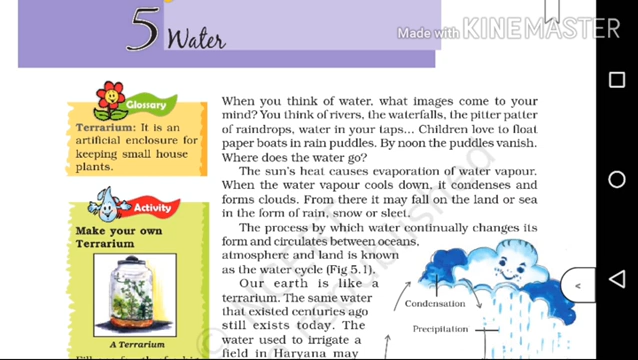 5 Water
Made with KINEMASTER
Glossary
Terrarium: It is an
artificial enclosure for
keeping small house
plants.
Activity
Make your own
Terrarium
A Terrarium
When you think of water, what images come to your
mind? You think of rivers, the waterfalls, the pitter patter
of raindrops, water in your taps... Children love to float
paper boats in rain puddles. By noon the puddles vanish.
Where does the water go?
The sun's heat causes evaporation of water vapour.
When the water vapour cools down, it condenses and
forms clouds. From there it may fall on the land or sea
in the form of rain, snow or sleet.
The process by which water continually changes its
form and circulates between oceans,
atmosphere and land is known
as the water cycle (Fig 5.1).
Our earth is like a
terrarium. The same water
that existed centuries ago
still exists today. The
water used to irrigate a
field in Haryana may
Condensation
Precipitation